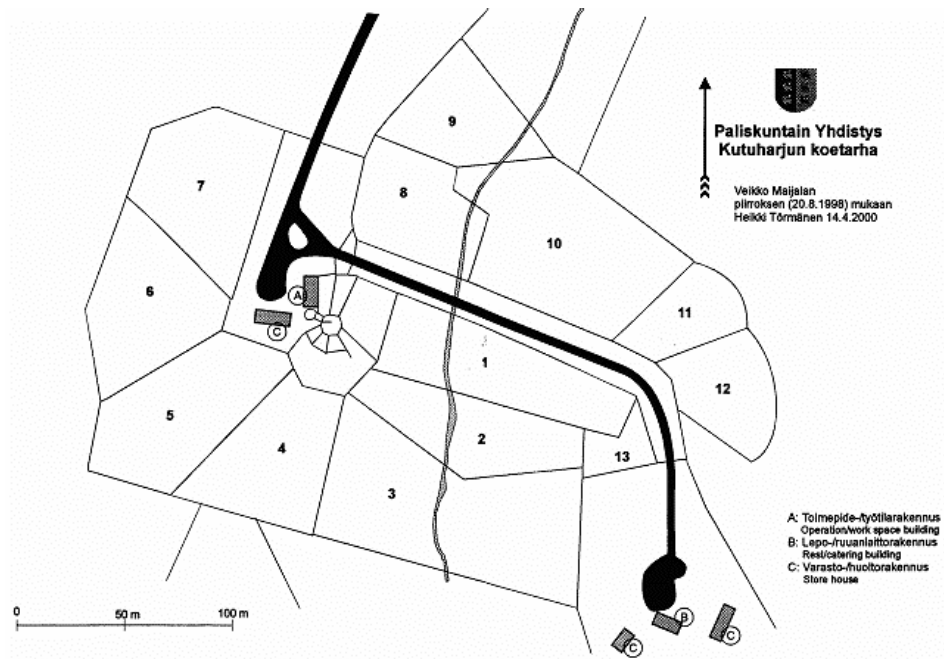 Paliskuntain Yhdistys
Kutuharjun koetarha
Veikko Maijalan
piirroksen (20.8.1998) mukaan
Heikki Törmänen 14.4.2000
9
7
8
10
6
11
A
C
1
12
5
2
4
13
3
A: Toimepide-/työtilarakennus
Operation/work space building
B: Lepo-/ruuanlaittorakennus
Rest/catering building
C: Varasto-/huoltorakennus
Store house
0
50 m
100 m
B
C
C